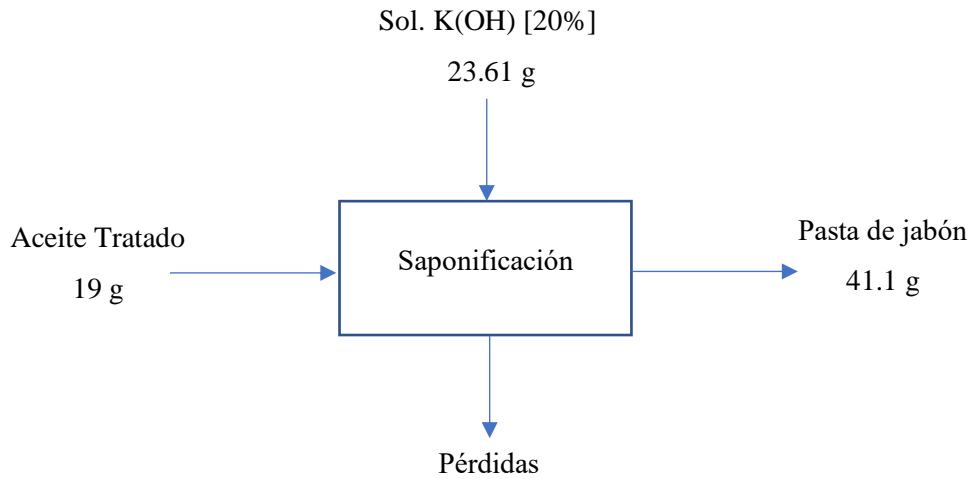 Sol. K(OH) [20%]
23.61 g
Aceite Tratado
19 g
Saponificación
Pasta de jabón
41.1 g
Pérdidas